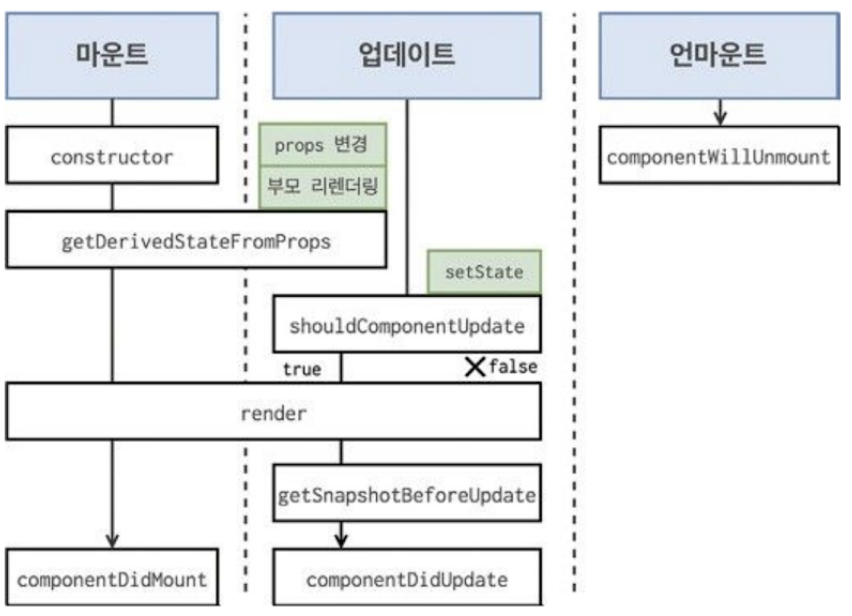 마운트
업데이트
언마운트
constructor
props 변경
부모 리렌더링
componentWillUnmount
getDerivedStateFromProps
setState
shouldComponentUpdate
true
false
render
getSnapshotBeforeUpdate
componentDidMount
componentDidUpdate